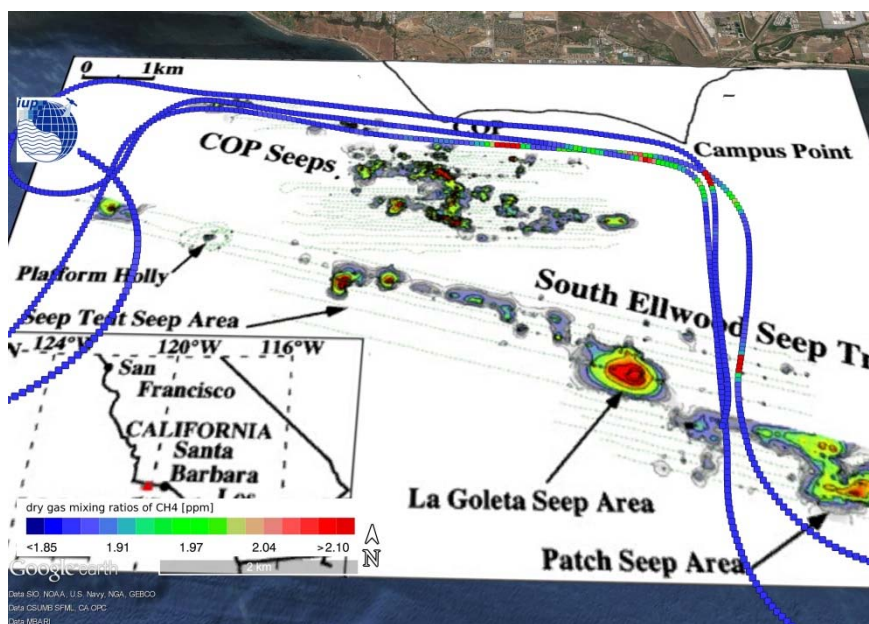 0 1km
iup
COP
COP Seeps
Campus Point
Platform Holly
South Ellwood Seep Tr
Seep Tent Seep Area
N 124°W 120°W 116°W
San
Francisco
CALIFORNIA
Santa
Barbara
Los
La Goleta Seep Area
Patch Seep Area
dry gas mixing ratios of CH4 [ppm]
<1.85 1.91 1.97 2.04 >2.10
N
Google earth
2 km
Data SIO, NOAA, U.S. Navy, NGA, GEBCO
Data CSUMB SFML, CA OPC
Data MBARI